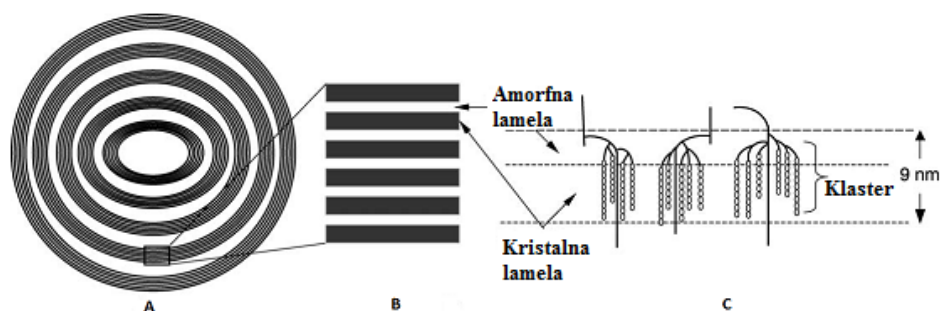 Amorfna
lamela
Klaster
9 nm
Kristalna
lamela
A
B
C